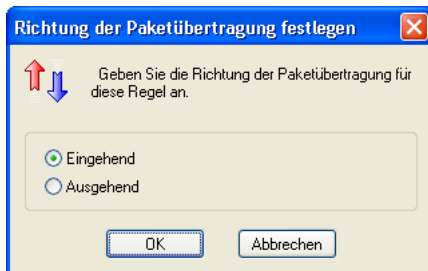 Richtung der Paketübertragung festlegen
Geben Sie die Richtung der Paketübertragung für
diese Regel an.
Eingehend
Ausgehend
OK
Abbrechen